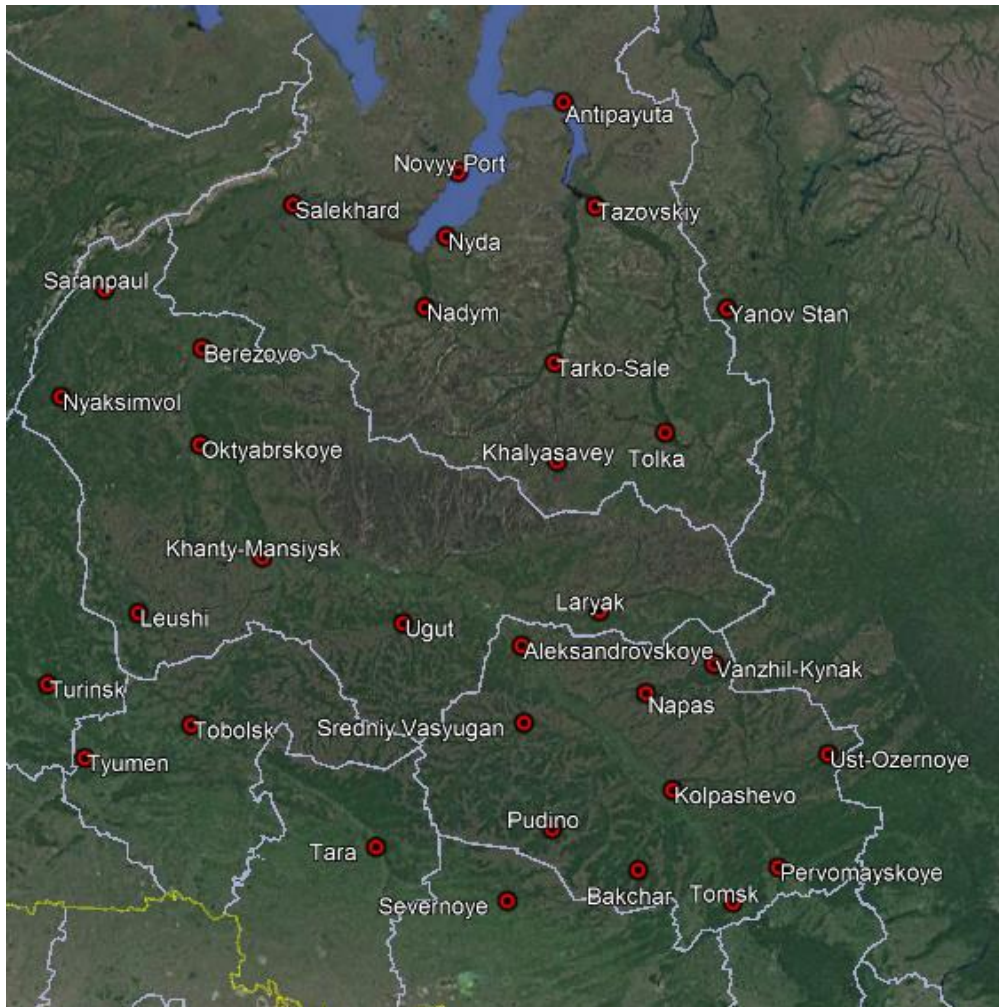 Antipayuta
Novyy Port
Salekhard
Tazovskiy
Nyda
Saranpaul
Nadym
Yanov Stan
Berezovo
Tarko-Sale
Nyaksimvol
Oktyabrskoye
Khalyasavey
Tolka
Khanty-Mansiysk
Laryak
Leushi
Ugut
Aleksandrovskoye
Vanzhil-Kynak
Turinsk
Napas
Tobolsk
Sredniy Vasyugan
Tyumen
Ust-Ozernoye
Kolpashevo
Pudino
Tara
Pervomayskoye
Bakchar
Tomsk
Severnoye